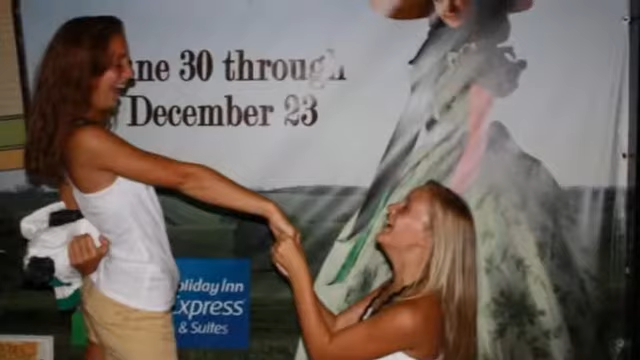 ne 30 through
December 23
oliday Inn
Express
& Suites